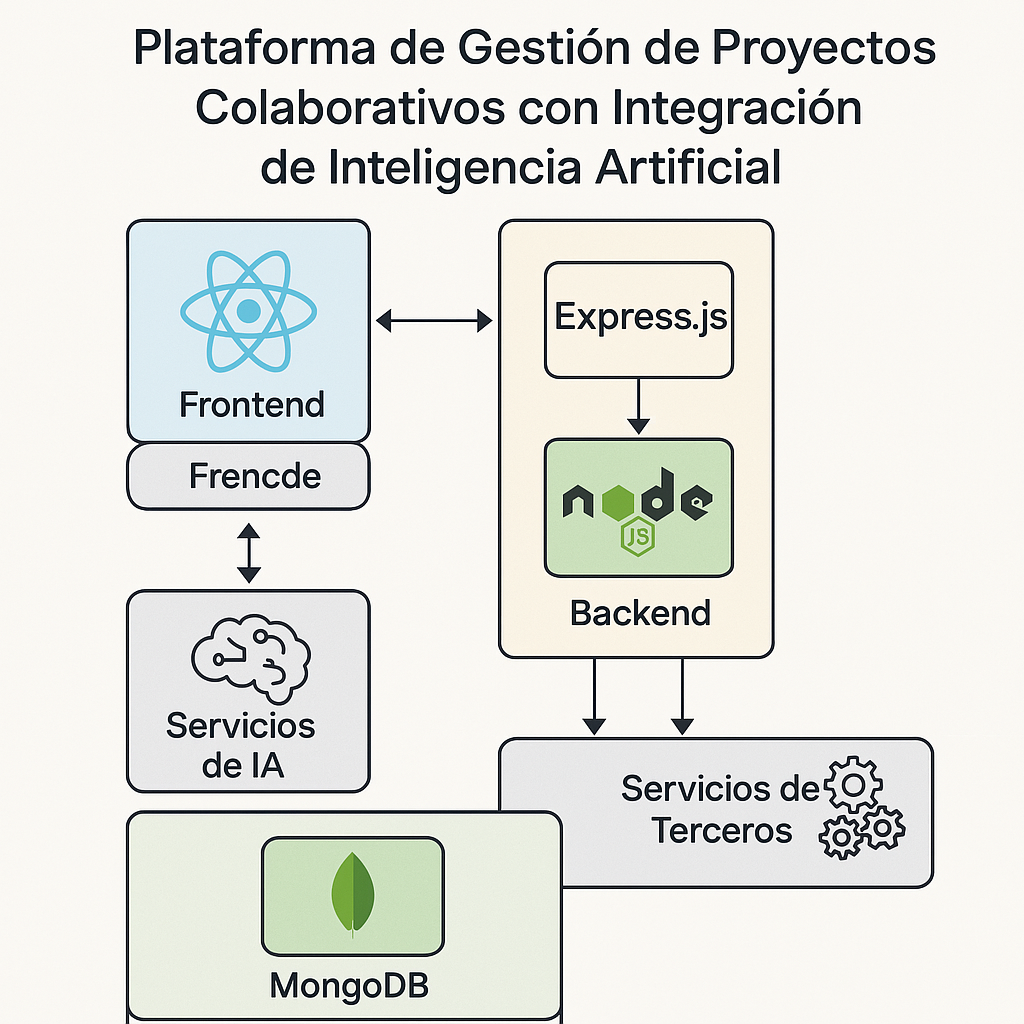 Plataforma de Gestión de Proyectos
Colaborativos con Integración
de Inteligencia Artificial
Frontend
Frencde
Express.js
node
JS
Backend
Servicios
de IA
Servicios de
Terceros
MongoDB